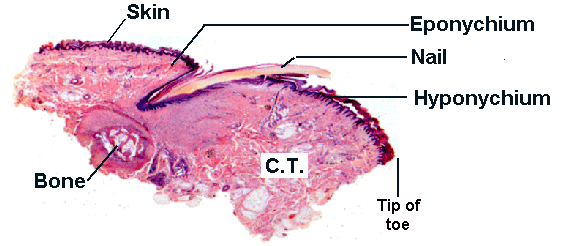 Skin
Eponychium
Nail
Hyponychium
C.T.
Bone
Tip of
toe